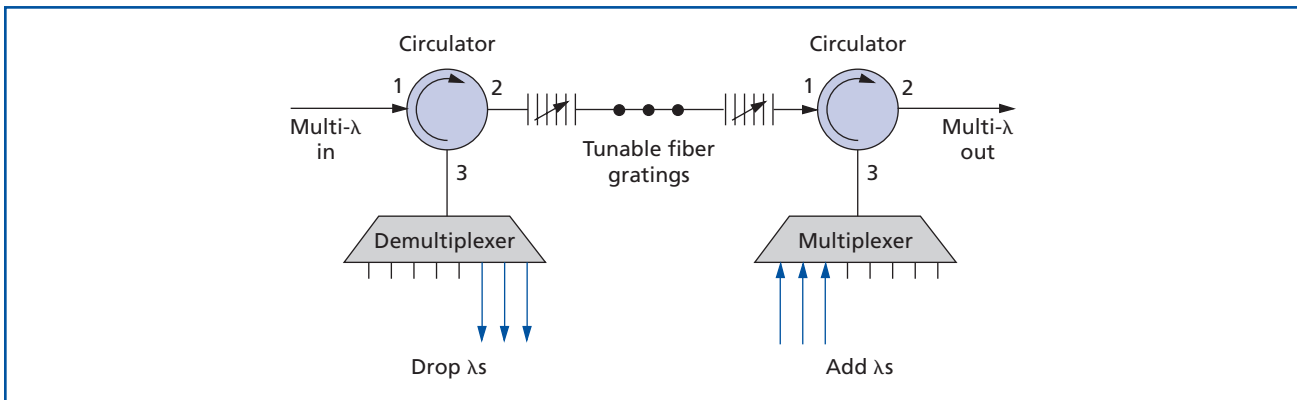 Circulator
Circulator
1
2
1
2
Multi-λ
in
Tunable fiber
gratings
Multi-λ
out
3
3
Demultiplexer
Multiplexer
Drop λs
Add λs